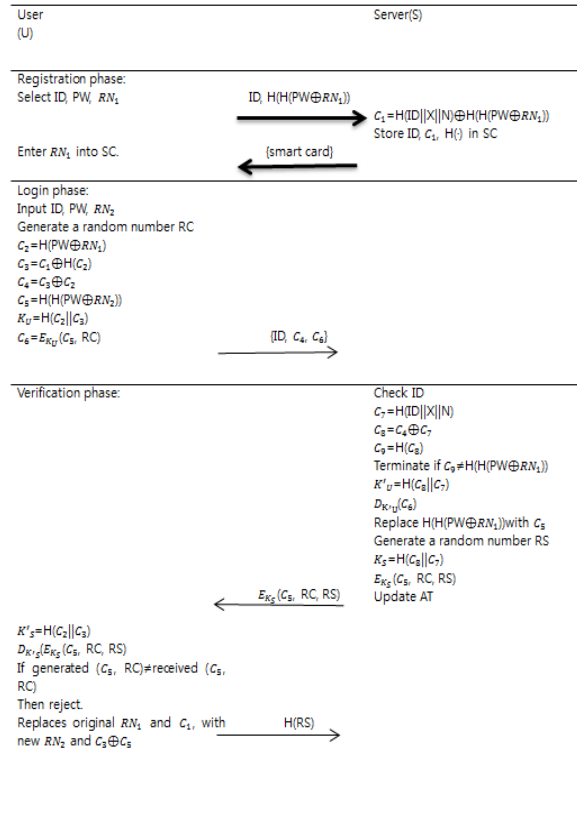 User Server(S)
(U)
Registration phase:
Select ID, PW, RN₁ ID, H(H(PW⊕RN₁))
C₁=H(ID||X||N)⊕H(H(PW⊕RN₁))
Store ID, C₁, H(·) in SC
Enter RN₁ into SC. {smart card}
Login phase:
Input ID, PW, RN₂
Generate a random number RC
C₂=H(PW⊕RN₁)
C₃=C₁⊕H(C₂)
C₄=C₃⊕C₂
C₅=H(H(PW⊕RN₂))
K_U=H(C₂||C₃)
C₆=E_{K_U}(C₅, RC) {ID, C₄, C₆}
Verification phase: Check ID
C₇=H(ID||X||N)
C₈=C₄⊕C₇
C₉=H(C₈)
Terminate if C₉≠H(H(PW⊕RN₁))
K'_U=H(C₈||C₇)
D_{K'_U}(C₆)
Replace H(H(PW⊕RN₁))with C₅
Generate a random number RS
K_S=H(C₈||C₇)
E_{K_S}(C₅, RC, RS)
E_{K_S}(C₅, RC, RS) Update AT
K'_S=H(C₂||C₃)
D_{K'_S}(E_{K_S}(C₅, RC, RS)
If generated (C₅, RC)≠received (C₅,
RC)
Then reject.
Replaces original RN₁ and C₁, with H(RS)
new RN₂ and C₃⊕C₅